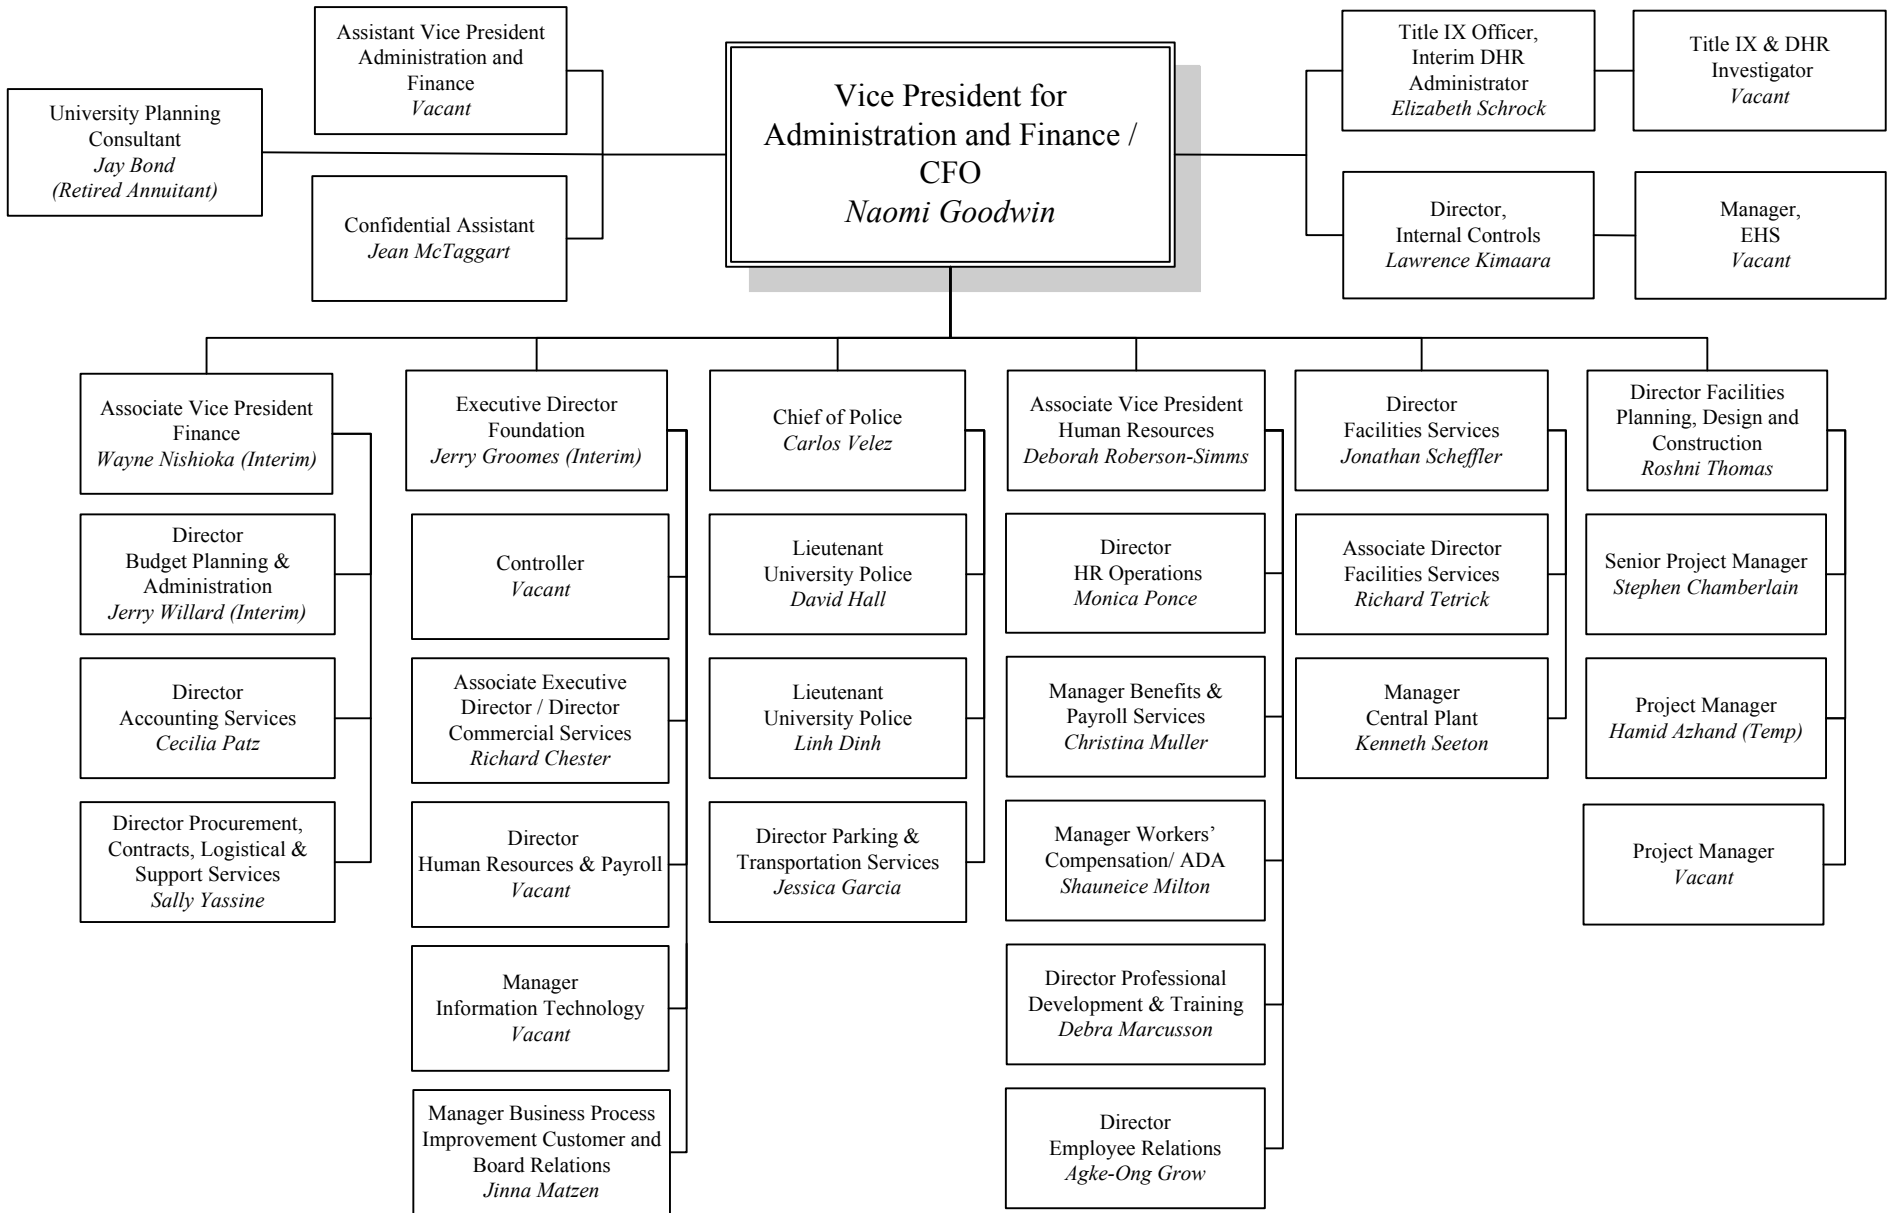 Assistant Vice President
Administration and
Finance
Vacant
University Planning
Consultant
Jay Bond
(Retired Annuitant)
Confidential Assistant
Jean McTaggart
Vice President for
Administration and Finance /
CFO
Naomi Goodwin
Title IX Officer,
Interim DHR
Administrator
Elizabeth Schrock
Title IX & DHR
Investigator
Vacant
Director,
Internal Controls
Lawrence Kimaara
Manager,
EHS
Vacant
Associate Vice President
Finance
Wayne Nishioka (Interim)
Director
Budget Planning &
Administration
Jerry Willard (Interim)
Director
Accounting Services
Cecilia Patz
Director Procurement,
Contracts, Logistical &
Support Services
Sally Yassine
Executive Director
Foundation
Jerry Groomes (Interim)
Controller
Vacant
Associate Executive
Director / Director
Commercial Services
Richard Chester
Director
Human Resources & Payroll
Vacant
Manager
Information Technology
Vacant
Manager Business Process
Improvement Customer and
Board Relations
Jinna Matzen
Chief of Police
Carlos Velez
Lieutenant
University Police
David Hall
Lieutenant
University Police
Linh Dinh
Director Parking &
Transportation Services
Jessica Garcia
Associate Vice President
Human Resources
Deborah Roberson-Simms
Director
HR Operations
Monica Ponce
Manager Benefits &
Payroll Services
Christina Muller
Manager Workers’
Compensation/ ADA
Shauneice Milton
Director Professional
Development & Training
Debra Marcusson
Director
Employee Relations
Agke-Ong Grow
Director
Facilities Services
Jonathan Scheffler
Associate Director
Facilities Services
Richard Tetrick
Manager
Central Plant
Kenneth Seeton
Director Facilities
Planning, Design and
Construction
Roshni Thomas
Senior Project Manager
Stephen Chamberlain
Project Manager
Hamid Azhand (Temp)
Project Manager
Vacant